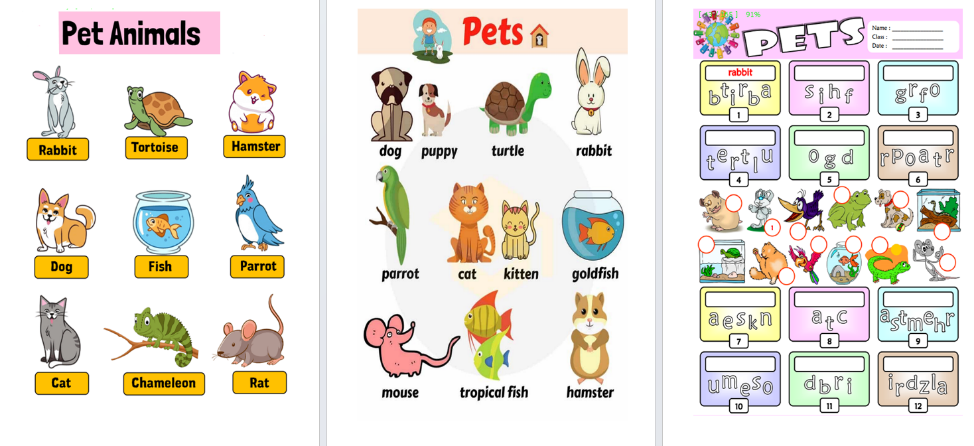 Pet Animals
Rabbit
Tortoise
Hamster
Dog
Fish
Parrot
Cat
Chameleon
Rat
Pets
dog puppy turtle rabbit
parrot cat kitten goldfish
mouse tropical fish hamster
91%
PETS
Name :
Class :
Date :
rabbit
btirba
1
sihf
2
grfo
3
tertlu
4
ogd
5
rpoatr
6
1
aeskn
7
atc
8
astmehr
9
umeso
10
dbri
11
irdzla
12